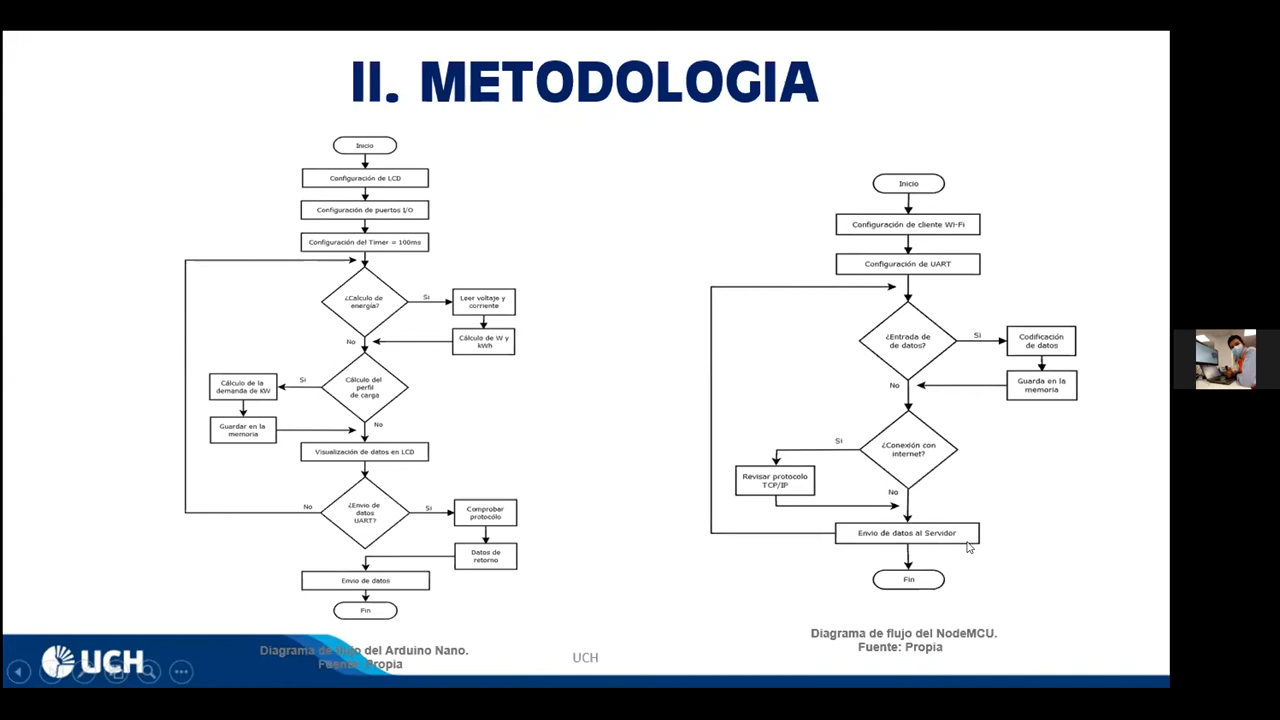 II. METODOLOGIA
Inicio
Configuración de LCD
Configuración de puertos I/O
Configuración del Timer = 100ms
¿Calculo de
energía?
Si
Leer voltaje y
corriente
Cálculo de W y
kWh
No
Cálculo del
perfil
de carga
Si
Cálculo de la
demanda de KW
Guardar en la
memoria
No
Visualización de datos en LCD
¿Envio de
datos
UART?
No
Si
Comprobar
protocólo
Datos de
retorno
Envio de datos
Fin
Diagrama de flujo del Arduino Nano.
Fuente: Propia
Inicio
Configuración de cliente Wi-Fi
Configuración de UART
¿Entrada de
de datos?
Si
Codificación
de datos
Guarda en la
memoria
No
¿Conexión con
internet?
Si
Revisar protocolo
TCP/IP
No
Envio de datos al Servidor
Fin
Diagrama de flujo del NodeMCU.
Fuente: Propia
UCH
UCH